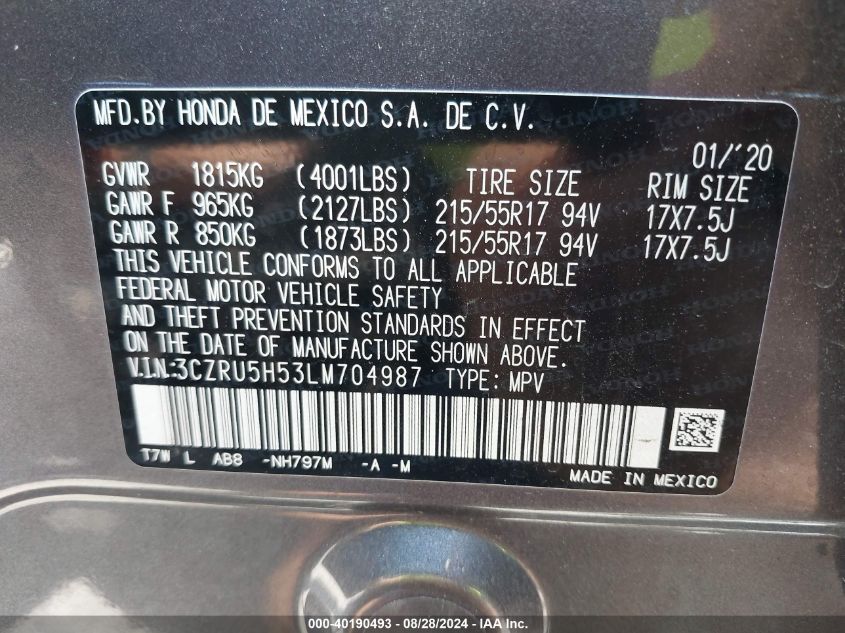 MFD.BY HONDA DE MEXICO S.A. DE C.V.
01/'20
GVWR 1815KG (4001LBS) TIRE SIZE RIM SIZE
GAWR F 965KG (2127LBS) 215/55R17 94V 17X7.5J
GAWR R 850KG (1873LBS) 215/55R17 94V 17X7.5J
THIS VEHICLE CONFORMS TO ALL APPLICABLE
FEDERAL MOTOR VEHICLE SAFETY
AND THEFT PREVENTION STANDARDS IN EFFECT
ON THE DATE OF MANUFACTURE SHOWN ABOVE.
V.I.N.:3CZRU5H53LM704987 TYPE: MPV
T7W L AB8 -NH797M -A -M
MADE IN MEXICO
000-40190493 | 08/28/2024 | IAA Inc.